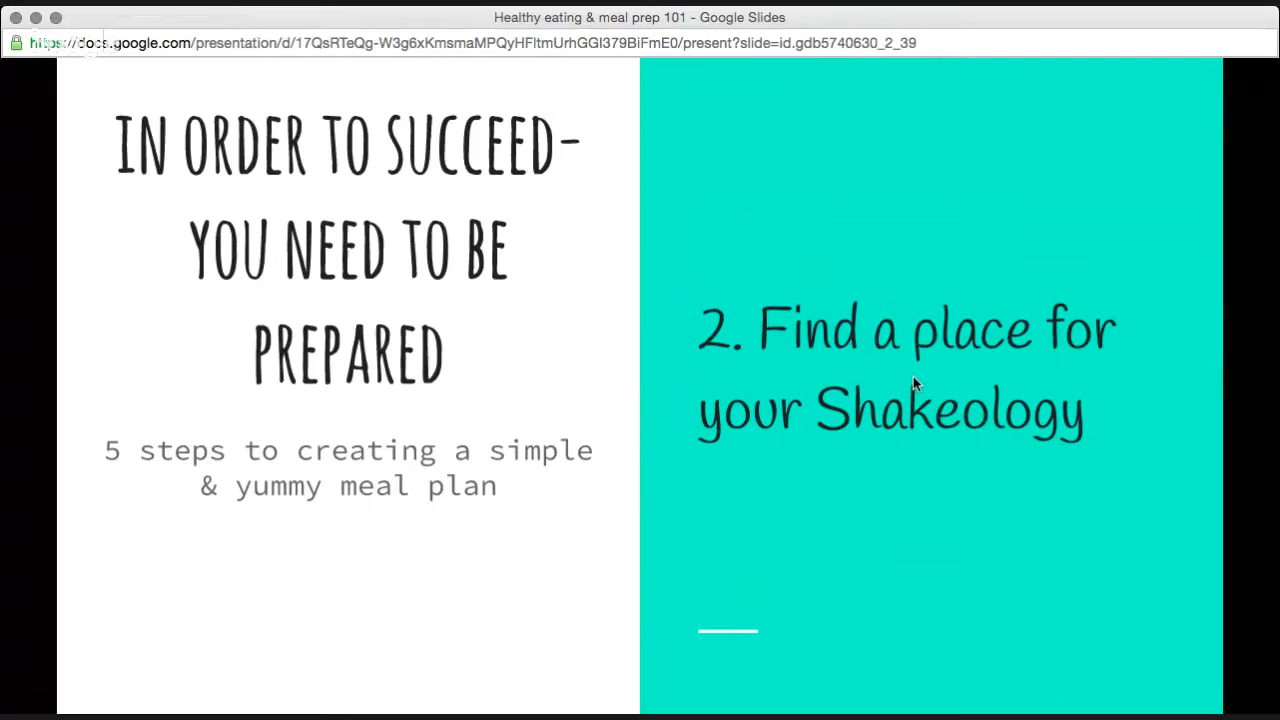 Healthy eating & meal prep 101 - Google Slides
https://docs.google.com/presentation/d/17QsRTeQg-W3g6xKmsmaMPQyHFltmUrhGGl379BiFmE0/present?slide=id.gdb5740630_2_39
IN ORDER TO SUCCEED-
YOU NEED TO BE
PREPARED
5 steps to creating a simple
& yummy meal plan
2. Find a place for
your Shakeology